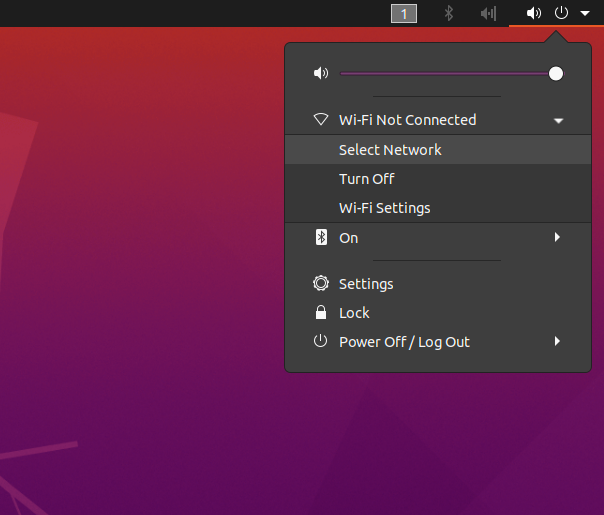 1
Wi-Fi Not Connected
Select Network
Turn Off
Wi-Fi Settings
On
Settings
Lock
Power Off / Log Out